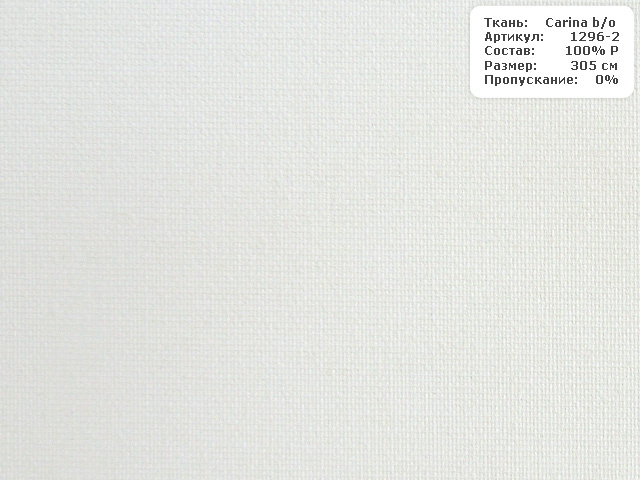 Ткань: Carina b/o
Артикул: 1296-2
Состав: 100% P
Размер: 305 см
Пропускание: 0%